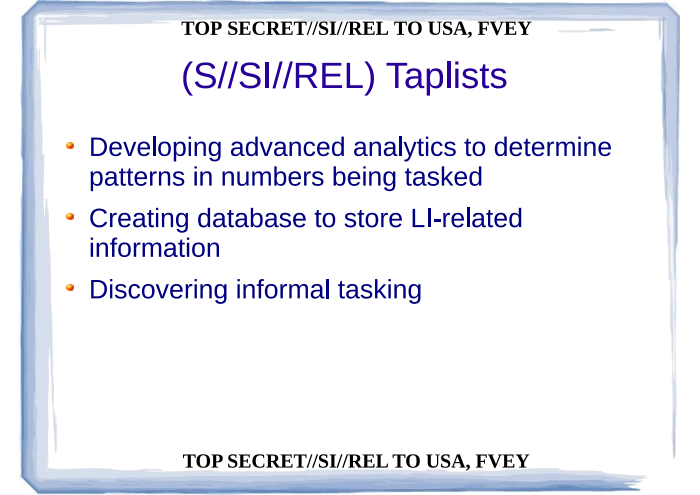 TOP SECRET//SI//REL TO USA, FVEY
(S//SI//REL) Taplists
Developing advanced analytics to determine
patterns in numbers being tasked
Creating database to store LI-related
information
Discovering informal tasking
TOP SECRET//SI//REL TO USA, FVEY